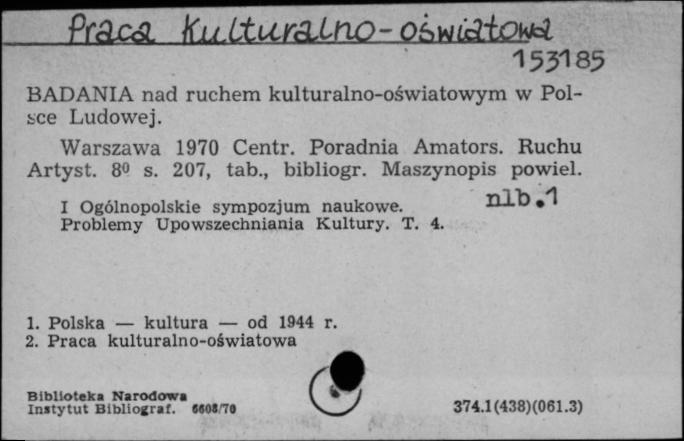 Praca Kulturalno-oświatowa
153185
BADANIA nad ruchem kulturalno-oświatowym w Pol-
sce Ludowej.
Warszawa 1970 Centr. Poradnia Amators. Ruchu
Artyst. 8⁰ s. 207, tab., bibliogr. Maszynopis powiel.
nlb.1
I Ogólnopolskie sympozjum naukowe.
Problemy Upowszechniania Kultury. T. 4.
1. Polska — kultura — od 1944 r.
2. Praca kulturalno-oświatowa
Biblioteka Narodowa
Instytut Bibliograf. 6608/70
374.1(438)(061.3)